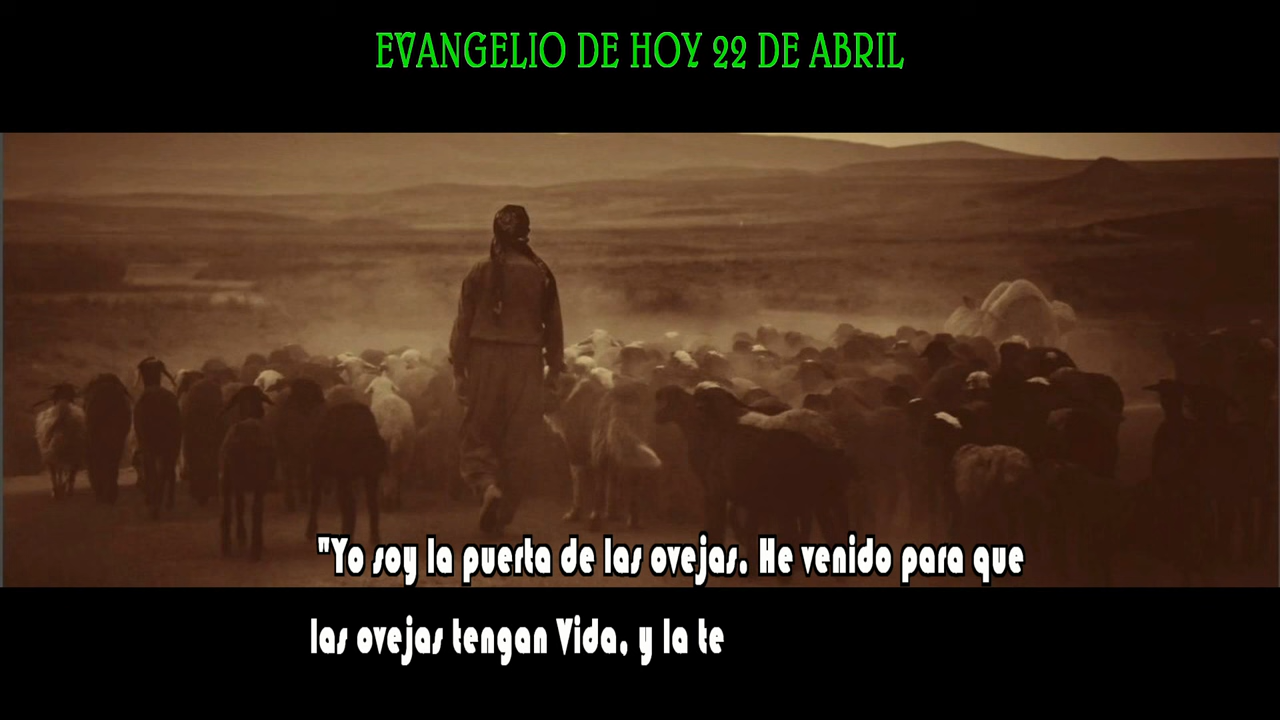 EVANGELIO DE HOY 22 DE ABRIL
"Yo soy la puerta de las ovejas. He venido para que
las ovejas tengan Vida, y la te